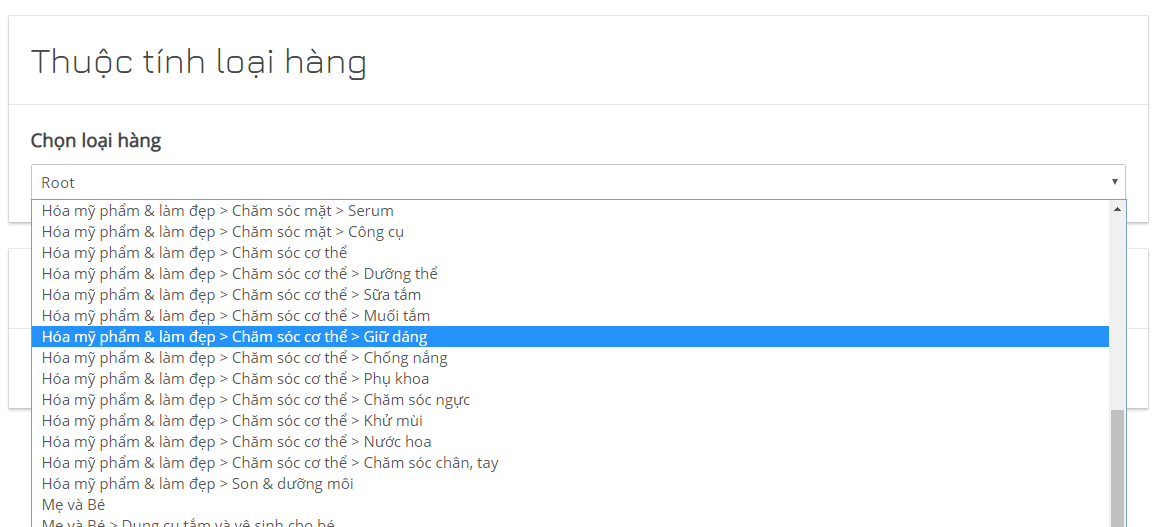 Thuộc tính loại hàng
Chọn loại hàng
Root
Hóa mỹ phẩm & làm đẹp > Chăm sóc mặt > Serum
Hóa mỹ phẩm & làm đẹp > Chăm sóc mặt > Công cụ
Hóa mỹ phẩm & làm đẹp > Chăm sóc cơ thể
Hóa mỹ phẩm & làm đẹp > Chăm sóc cơ thể > Dưỡng thể
Hóa mỹ phẩm & làm đẹp > Chăm sóc cơ thể > Sữa tắm
Hóa mỹ phẩm & làm đẹp > Chăm sóc cơ thể > Muối tắm
Hóa mỹ phẩm & làm đẹp > Chăm sóc cơ thể > Giữ dáng
Hóa mỹ phẩm & làm đẹp > Chăm sóc cơ thể > Chống nắng
Hóa mỹ phẩm & làm đẹp > Chăm sóc cơ thể > Phụ khoa
Hóa mỹ phẩm & làm đẹp > Chăm sóc cơ thể > Chăm sóc ngực
Hóa mỹ phẩm & làm đẹp > Chăm sóc cơ thể > Khử mùi
Hóa mỹ phẩm & làm đẹp > Chăm sóc cơ thể > Nước hoa
Hóa mỹ phẩm & làm đẹp > Chăm sóc cơ thể > Chăm sóc chân, tay
Hóa mỹ phẩm & làm đẹp > Son & dưỡng môi
Mẹ và Bé
Mẹ và Bé > Dụng cụ tắm và vệ sinh cho bé